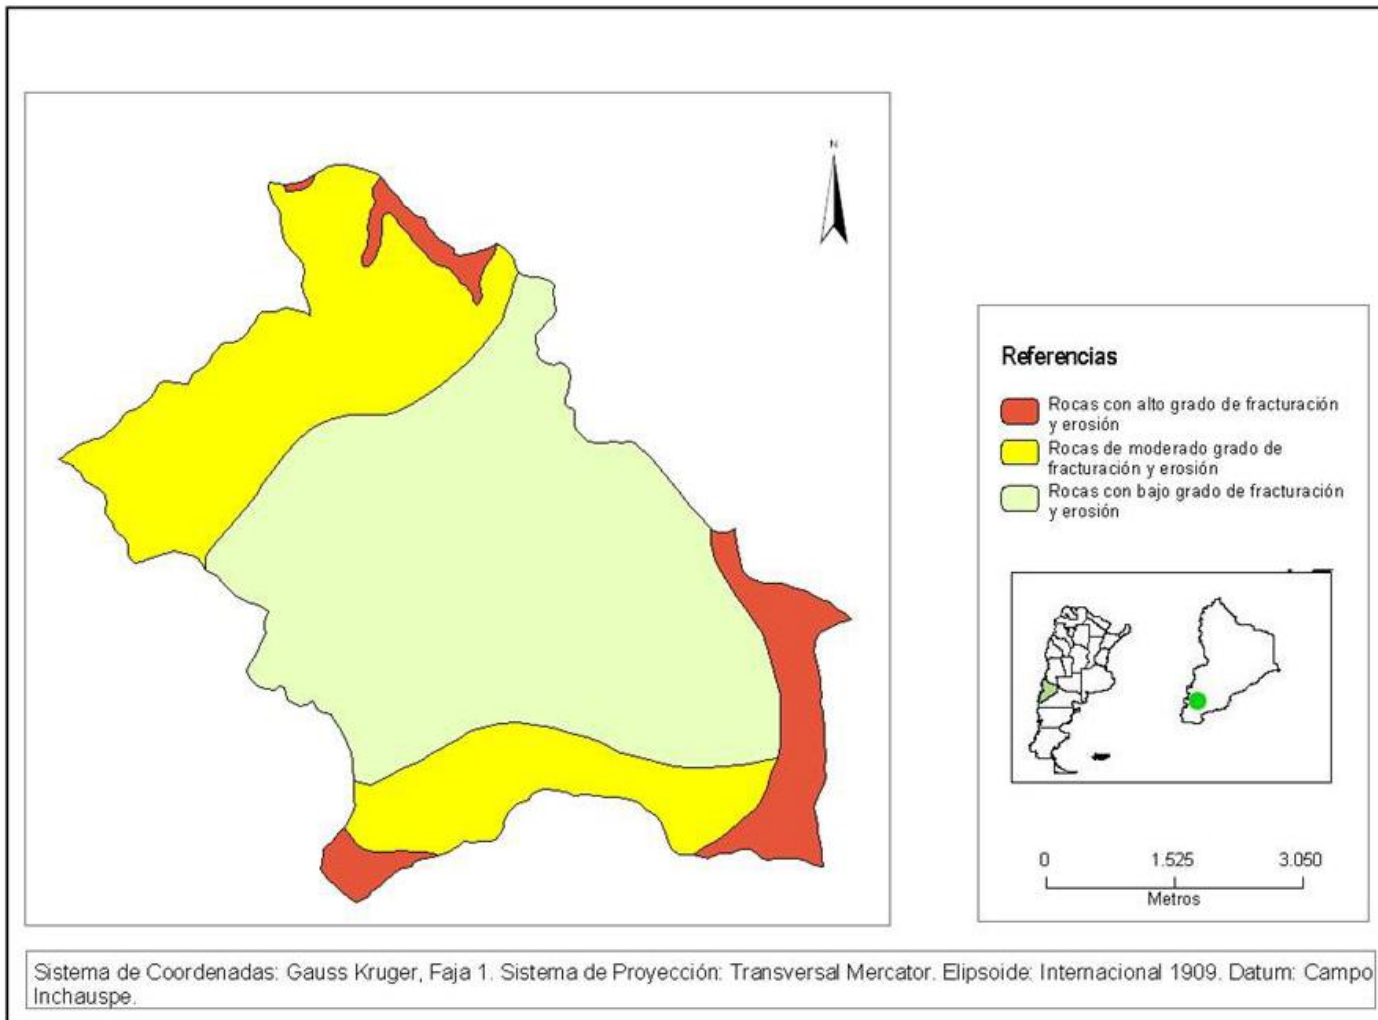 N
Referencias
Rocas con alto grado de fracturación
y erosión
Rocas de moderado grado de
fracturación y erosión
Rocas con bajo grado de fracturación
y erosión
0 1.525 3.050
Metros
Sistema de Coordenadas: Gauss Kruger, Faja 1. Sistema de Proyección: Transversal Mercator. Elipsoide: Internacional 1909. Datum: Campo
Inchauspe.